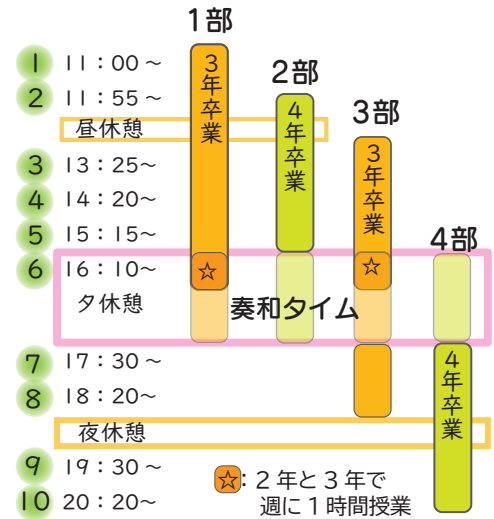 1部
2部
3部
4部
3年卒業
4年卒業
3年卒業
4年卒業
1 11：00～
2 11：55～
昼休憩
3 13：25～
4 14：20～
5 15：15～
6 16：10～
☆
☆
夕休憩
奏和タイム
7 17：30～
8 18：20～
夜休憩
9 19：30～
10 20：20～
☆：2年と3年で
週に1時間授業